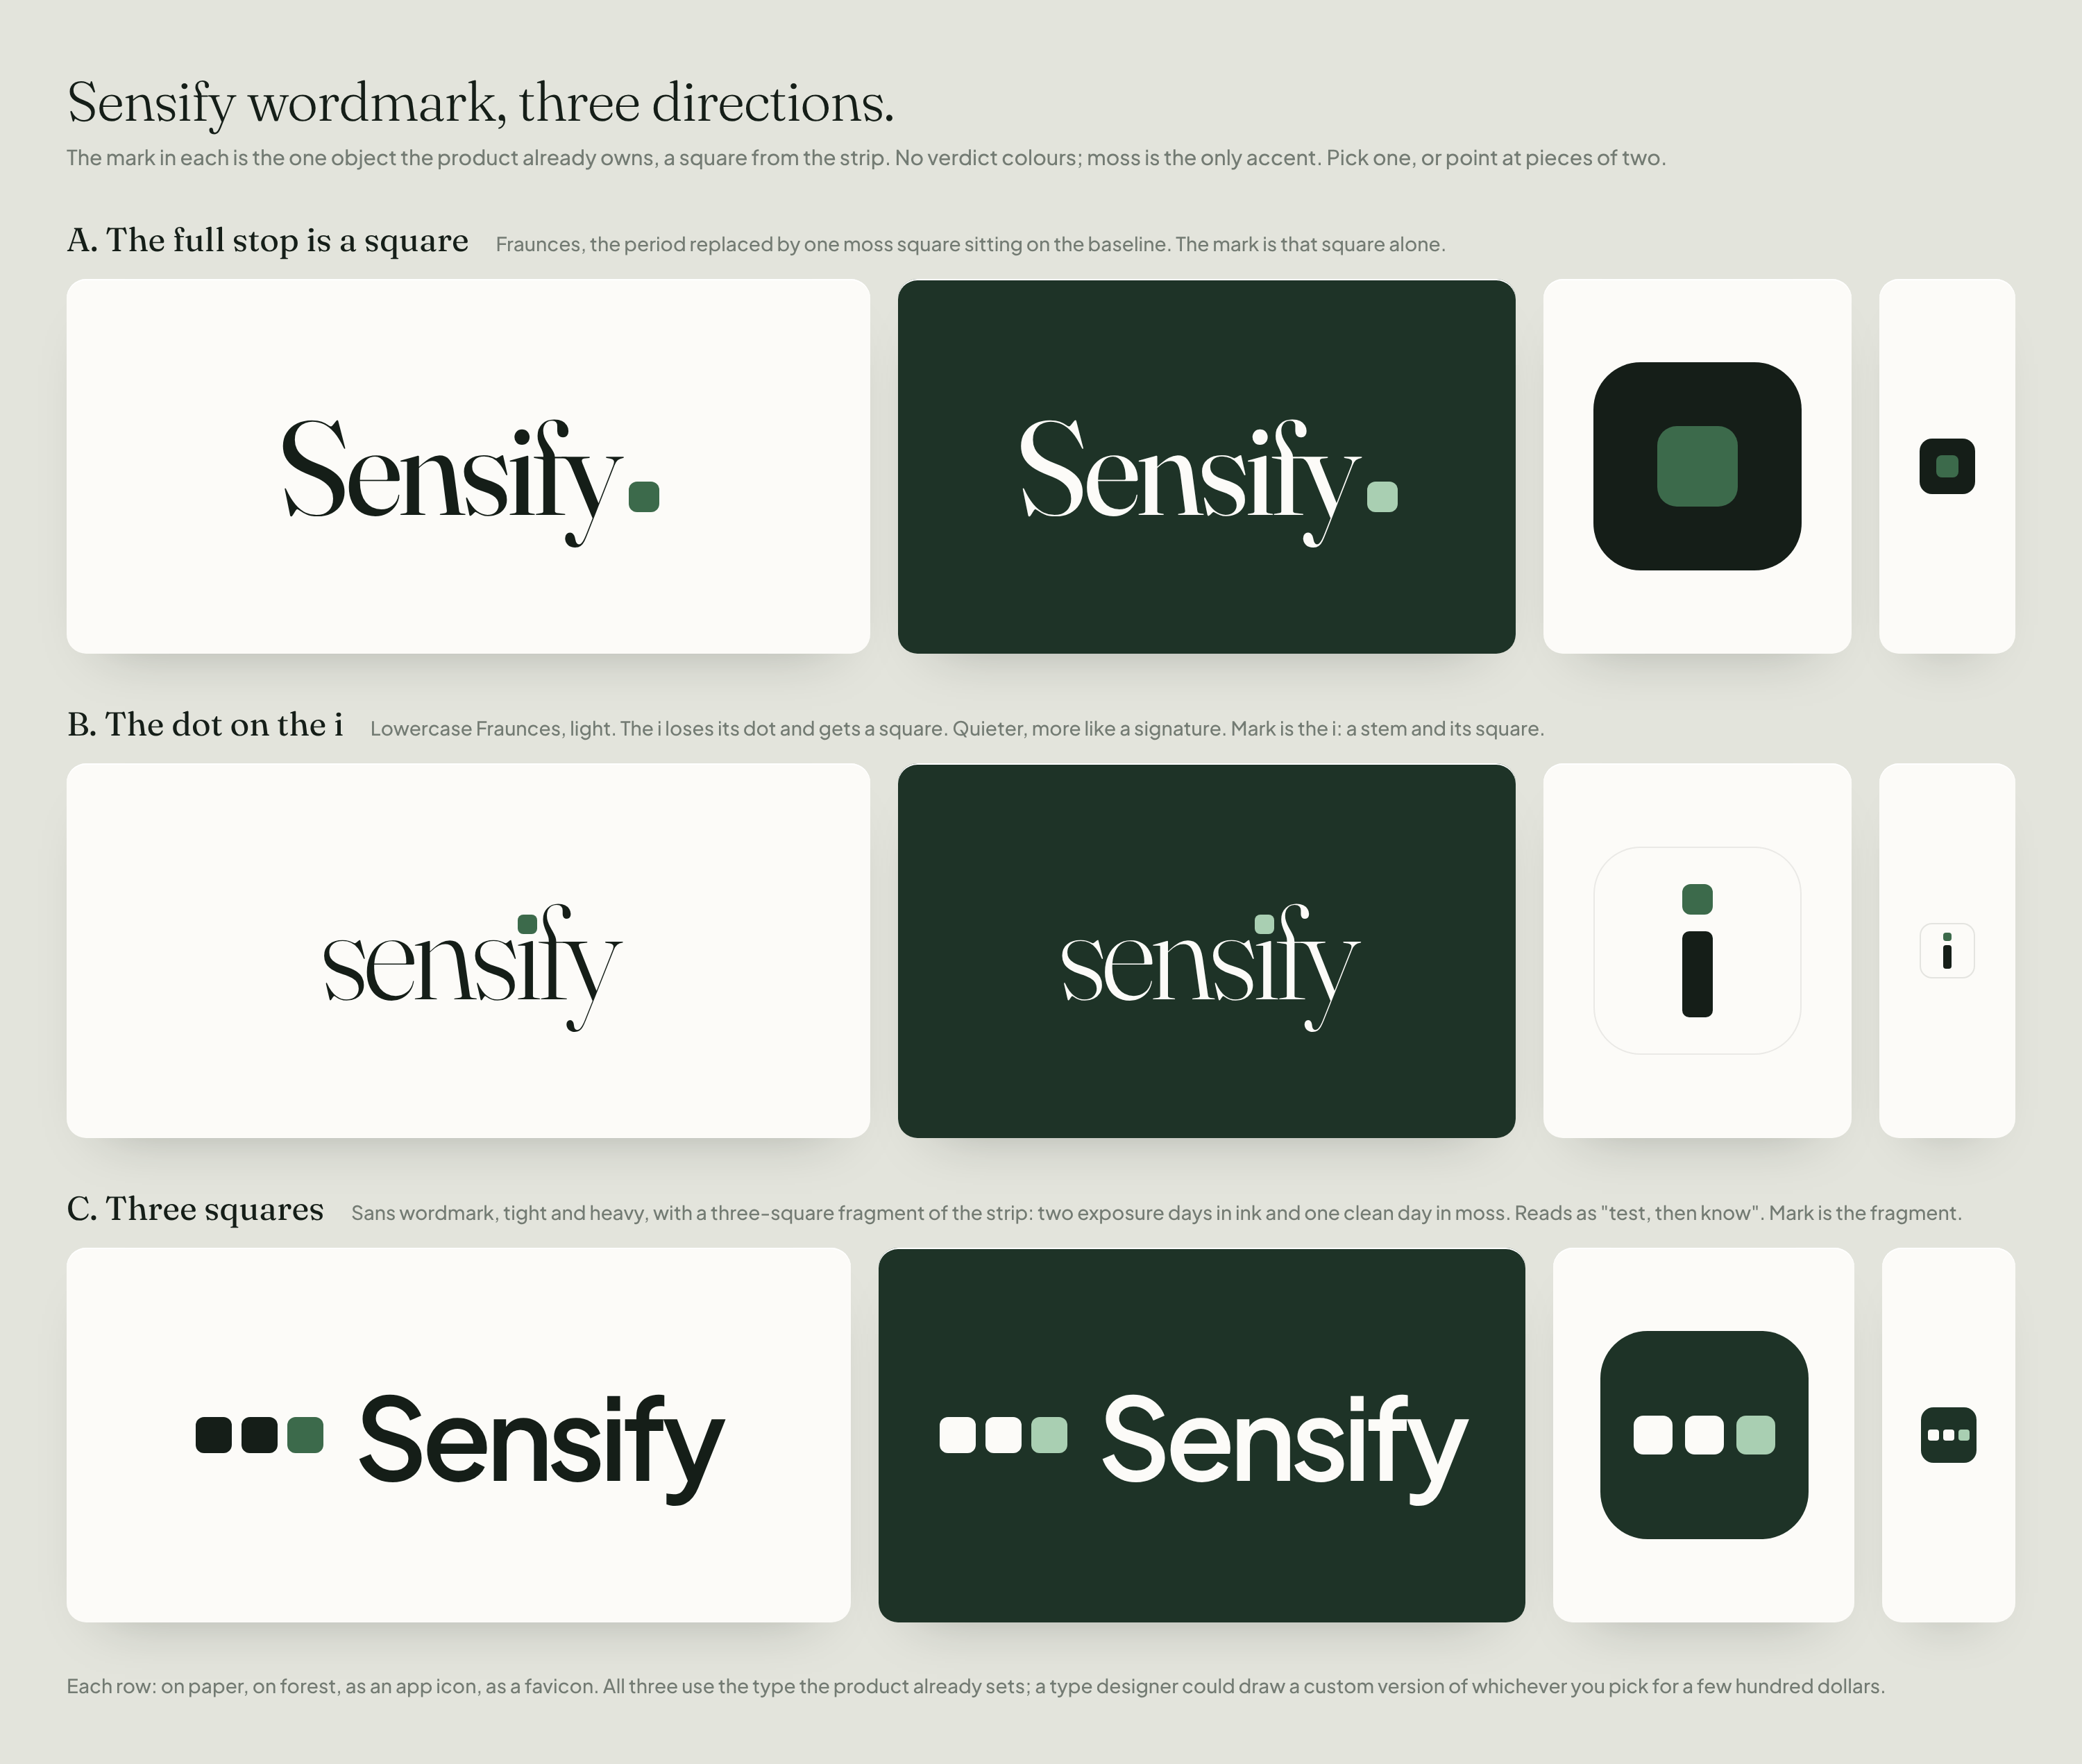 Sensify wordmark, three directions.
The mark in each is the one object the product already owns, a square from the strip. No verdict colours; moss is the only accent. Pick one, or point at pieces of two.
A. The full stop is a square
Fraunces, the period replaced by one moss square sitting on the baseline. The mark is that square alone.
Sensify
Sensify
B. The dot on the i
Lowercase Fraunces, light. The i loses its dot and gets a square. Quieter, more like a signature. Mark is the i: a stem and its square.
sensify
sensify
i
i
C. Three squares
Sans wordmark, tight and heavy, with a three-square fragment of the strip: two exposure days in ink and one clean day in moss. Reads as "test, then know". Mark is the fragment.
Sensify
Sensify
Each row: on paper, on forest, as an app icon, as a favicon. All three use the type the product already sets; a type designer could draw a custom version of whichever you pick for a few hundred dollars.